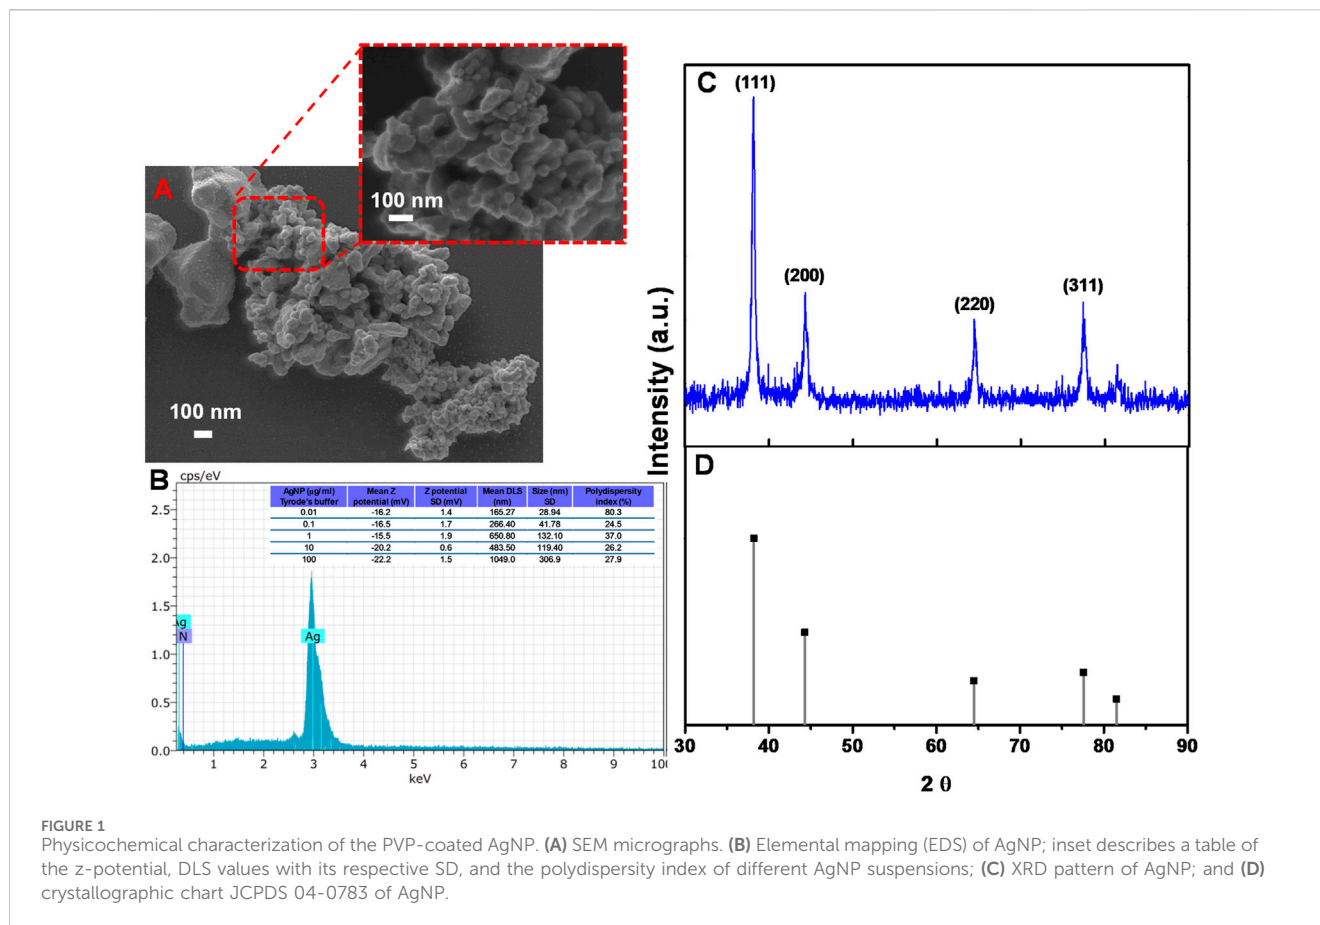 A
100 nm
100 nm
B
cps/eV
2.5
2.0
1.5
1.0
0.5
0.0
AgNP (µg/ml) Tyrode's buffer Mean Z potential (mV) Z potential SD (mV) Mean DLS (nm) Size (nm) SD Polydispersity index (%)
0.01 -16.2 1.4 165.27 28.94 80.3
0.1 -16.5 1.7 266.40 41.78 24.5
1 -15.5 1.9 650.80 132.10 37.0
10 -20.2 0.6 483.50 119.40 26.2
100 -22.2 1.5 1049.0 306.9 27.9
Ag
N
Ag
1 2 3 4 5 6 7 8 9 10
keV
C
(111)
(200)
(220)
(311)
Intensity (a.u.)
D
30 40 50 60 70 80 90
2 θ
FIGURE 1
Physicochemical characterization of the PVP-coated AgNP. (A) SEM micrographs. (B) Elemental mapping (EDS) of AgNP; inset describes a table of
the z-potential, DLS values with its respective SD, and the polydispersity index of different AgNP suspensions; (C) XRD pattern of AgNP; and (D)
crystallographic chart JCPDS 04-0783 of AgNP.